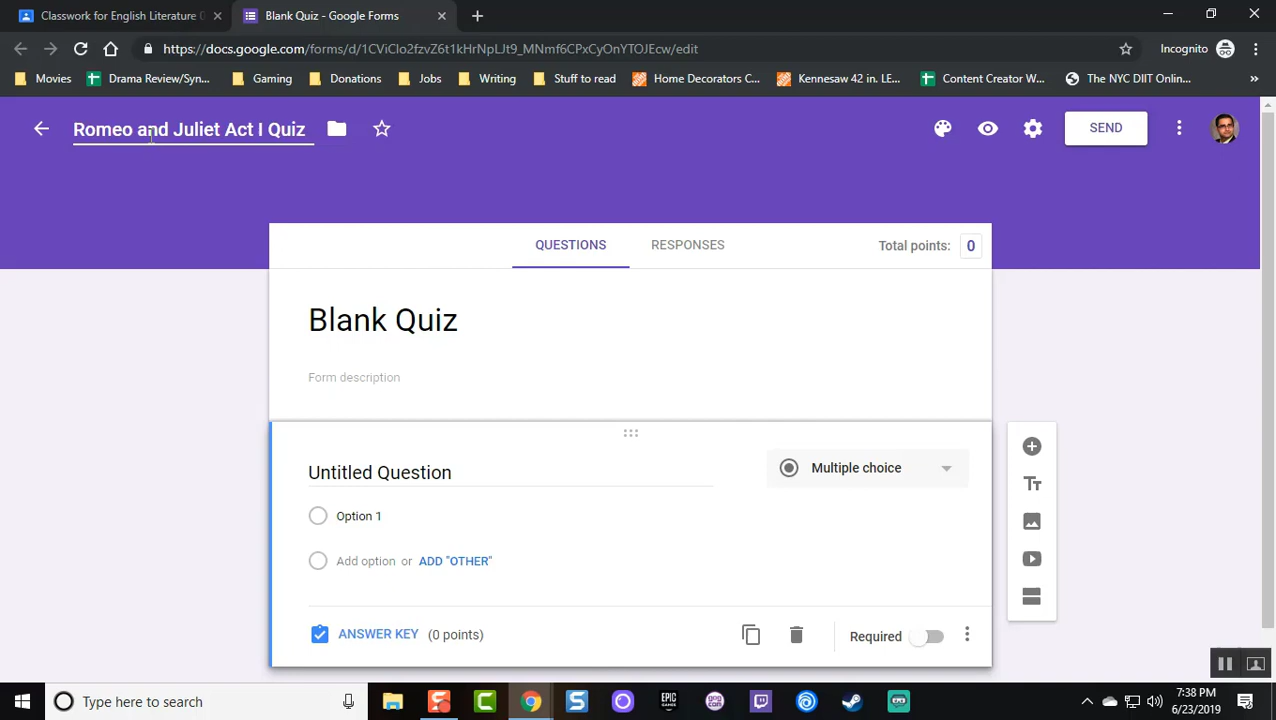 Classwork for English Literature
Blank Quiz - Google Forms
https://docs.google.com/forms/d/1CViClo2fzvZ6t1kHrNpLJt9_MNmf6CPxCyOnYTOJEcw/edit
Incognito
Movies
Drama Review/Syn...
Gaming
Donations
Jobs
Writing
Stuff to read
Home Decorators C...
Kennesaw 42 in. LE...
Content Creator W...
The NYC DIIT Onlin...
Romeo and Juliet Act I Quiz
SEND
QUESTIONS
RESPONSES
Total points: 0
Blank Quiz
Form description
Untitled Question
Multiple choice
Option 1
Add option or ADD "OTHER"
ANSWER KEY (0 points)
Required
Type here to search
EPIC GAMES
7:38 PM
6/23/2019